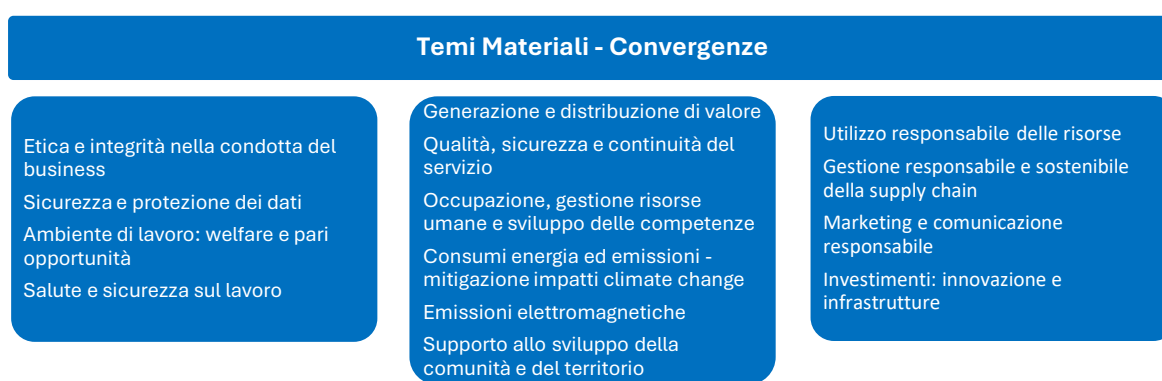 Temi Materiali - Convergenze
Etica e integrità nella condotta del
business
Sicurezza e protezione dei dati
Ambiente di lavoro: welfare e pari
opportunità
Salute e sicurezza sul lavoro
Generazione e distribuzione di valore
Qualità, sicurezza e continuità del
servizio
Occupazione, gestione risorse
umane e sviluppo delle competenze
Consumi energia ed emissioni -
mitigazione impatti climate change
Emissioni elettromagnetiche
Supporto allo sviluppo della
comunità e del territorio
Utilizzo responsabile delle risorse
Gestione responsabile e sostenibile
della supply chain
Marketing e comunicazione
responsabile
Investimenti: innovazione e
infrastrutture